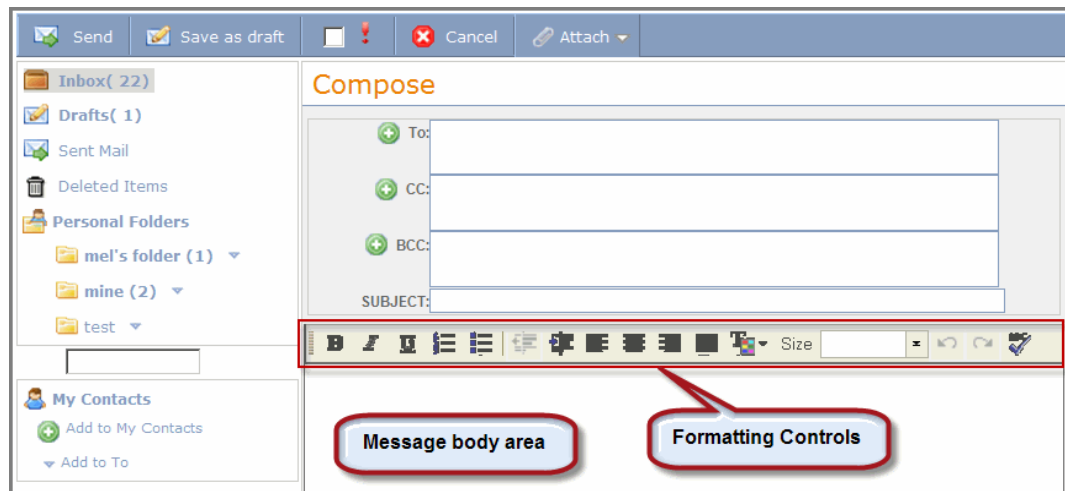 Send Save as draft Cancel Attach
Inbox( 22)
Drafts( 1)
Sent Mail
Deleted Items
Personal Folders
mel's folder (1)
mine (2)
test
My Contacts
Add to My Contacts
Add to To
Compose
To:
CC:
BCC:
SUBJECT:
B I U Size ABC
Message body area
Formatting Controls